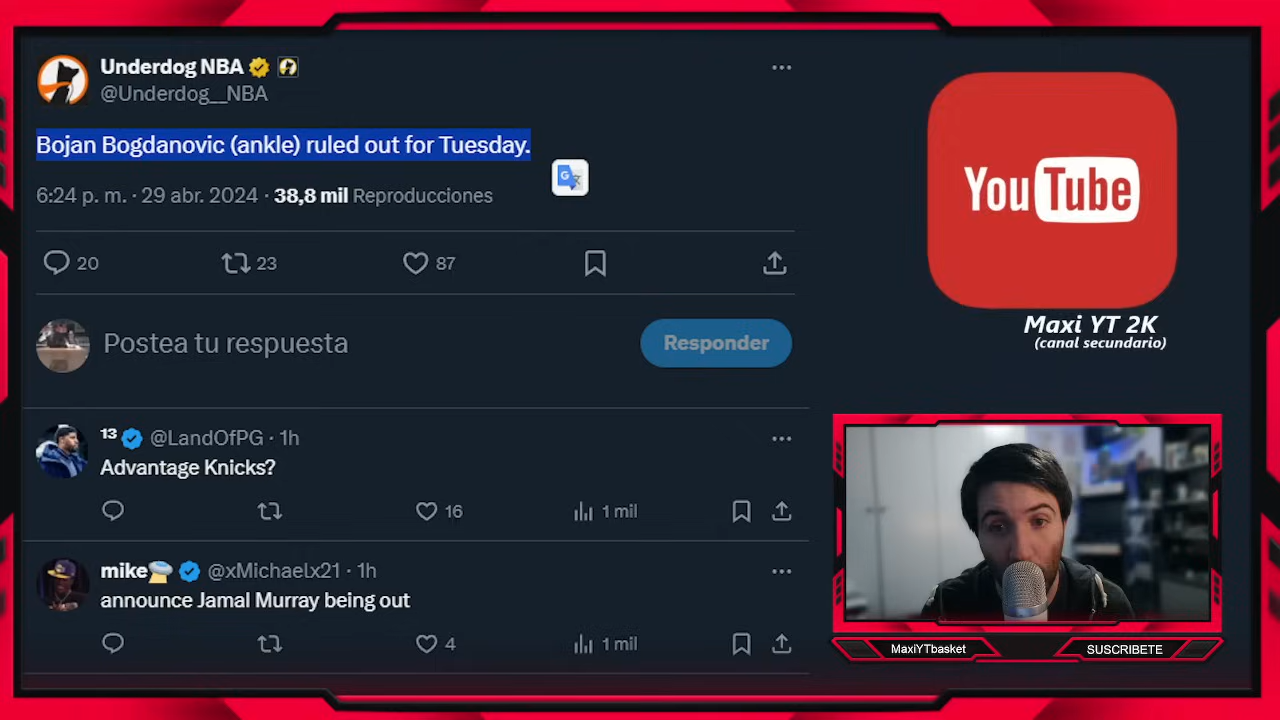 Underdog NBA
@Underdog__NBA
Bojan Bogdanovic (ankle) ruled out for Tuesday.
6:24 p. m. · 29 abr. 2024 · 38,8 mil Reproducciones
20
23
87
Postea tu respuesta
Responder
13 @LandOfPG · 1h
Advantage Knicks?
16
1 mil
mike @xMichaelx21 · 1h
announce Jamal Murray being out
4
1 mil
YouTube
Maxi YT 2K
(canal secundario)
MaxiYTbasket
SUSCRIBETE